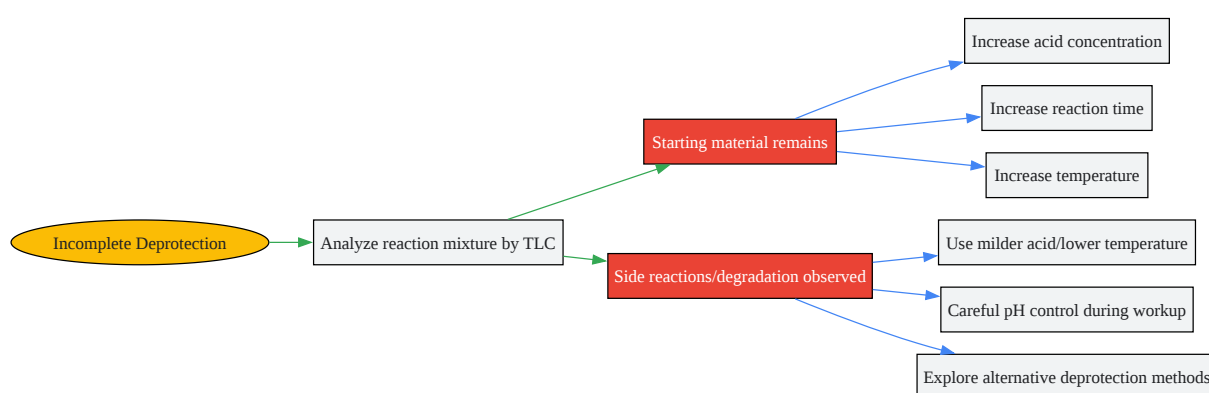 Increase acid concentration
Increase reaction time
Starting material remains
Increase temperature
Incomplete Deprotection
Analyze reaction mixture by TLC
Use milder acid/lower temperature
Side reactions/degradation observed
Careful pH control during workup
Explore alternative deprotection methods